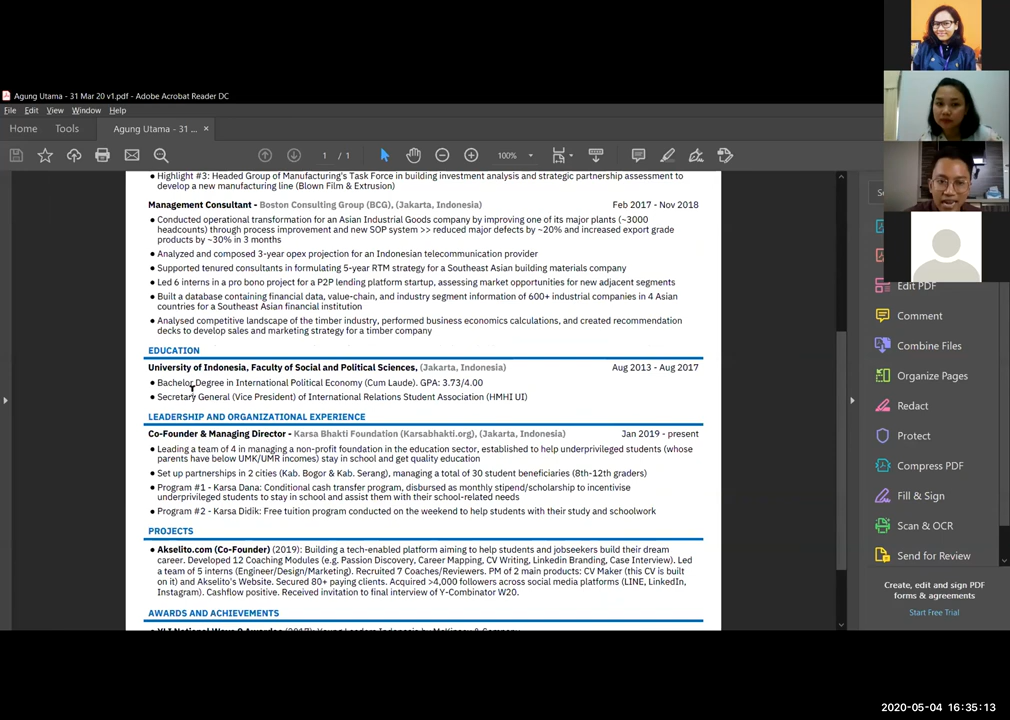 Agung Utama - 31 Mar 20 v1.pdf - Adobe Acrobat Reader DC
File Edit View Window Help
Home Tools Agung Utama - 31 ... ×
1 / 1 100%
● Highlight #3: Headed Group of Manufacturing's Task Force in building investment analysis and strategic partnership assessment to
develop a new manufacturing line (Blown Film & Extrusion)
Management Consultant - Boston Consulting Group (BCG), (Jakarta, Indonesia) Feb 2017 - Nov 2018
● Conducted operational transformation for an Asian Industrial Goods company by improving one of its major plants (~3000
headcounts) through process improvement and new SOP system >> reduced major defects by ~20% and increased export grade
products by ~30% in 3 months
● Analyzed and composed 3-year opex projection for an Indonesian telecommunication provider
● Supported tenured consultants in formulating 5-year RTM strategy for a Southeast Asian building materials company
● Led 6 interns in a pro bono project for a P2P lending platform startup, assessing market opportunities for new adjacent segments
● Built a database containing financial data, value-chain, and industry segment information of 600+ industrial companies in 4 Asian
countries for a Southeast Asian financial institution
● Analysed competitive landscape of the timber industry, performed business economics calculations, and created recommendation
decks to develop sales and marketing strategy for a timber company
EDUCATION
University of Indonesia, Faculty of Social and Political Sciences, (Jakarta, Indonesia) Aug 2013 - Aug 2017
● Bachelor Degree in International Political Economy (Cum Laude). GPA: 3.73/4.00
● Secretary General (Vice President) of International Relations Student Association (HMHI UI)
LEADERSHIP AND ORGANIZATIONAL EXPERIENCE
Co-Founder & Managing Director - Karsa Bhakti Foundation (Karsabhakti.org), (Jakarta, Indonesia) Jan 2019 - present
● Leading a team of 4 in managing a non-profit foundation in the education sector, established to help underprivileged students (whose
parents have below UMK/UMR incomes) stay in school and get quality education
● Set up partnerships in 2 cities (Kab. Bogor & Kab. Serang), managing a total of 30 student beneficiaries (8th-12th graders)
● Program #1 - Karsa Dana: Conditional cash transfer program, disbursed as monthly stipend/scholarship to incentivise
underprivileged students to stay in school and assist them with their school-related needs
● Program #2 - Karsa Didik: Free tuition program conducted on the weekend to help students with their study and schoolwork
PROJECTS
● Akselito.com (Co-Founder) (2019): Building a tech-enabled platform aiming to help students and jobseekers build their dream
career. Developed 12 Coaching Modules (e.g. Passion Discovery, Career Mapping, CV Writing, Linkedin Branding, Case Interview). Led
a team of 5 interns (Engineer/Design/Marketing). Recruited 7 Coaches/Reviewers. PM of 2 main products: CV Maker (this CV is built
on it) and Akselito's Website. Secured 80+ paying clients. Acquired >4,000 followers across social media platforms (LINE, LinkedIn,
Instagram). Cashflow positive. Received invitation to final interview of Y-Combinator W20.
AWARDS AND ACHIEVEMENTS
Edit PDF
Comment
Combine Files
Organize Pages
Redact
Protect
Compress PDF
Fill & Sign
Scan & OCR
Send for Review
Create, edit and sign PDF
forms & agreements
Start Free Trial
2020-05-04 16:35:13